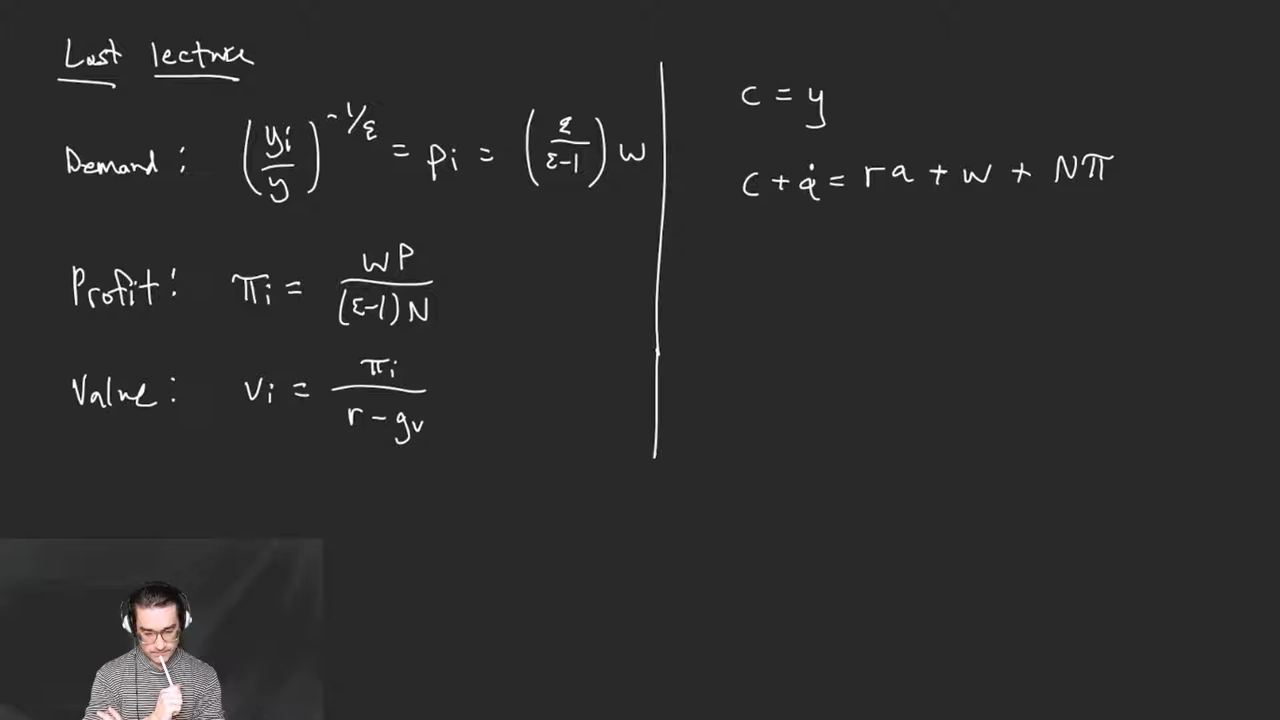 Last lecture
Demand: (yi/y)^(-1/ε) = pi = (ε/(ε-1)) w
Profit: πi = wP/((ε-1)N)
Value: vi = πi/(r - gv)
c = y
c + ȧ = ra + w + Nπ